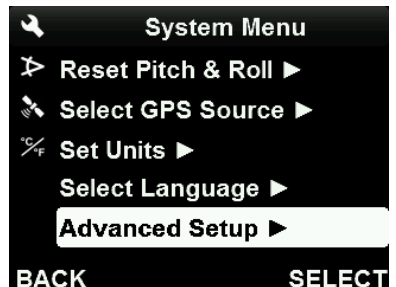 System Menu
Reset Pitch & Roll ►
Select GPS Source ►
°C/°F Set Units ►
Select Language ►
Advanced Setup ►
BACK SELECT